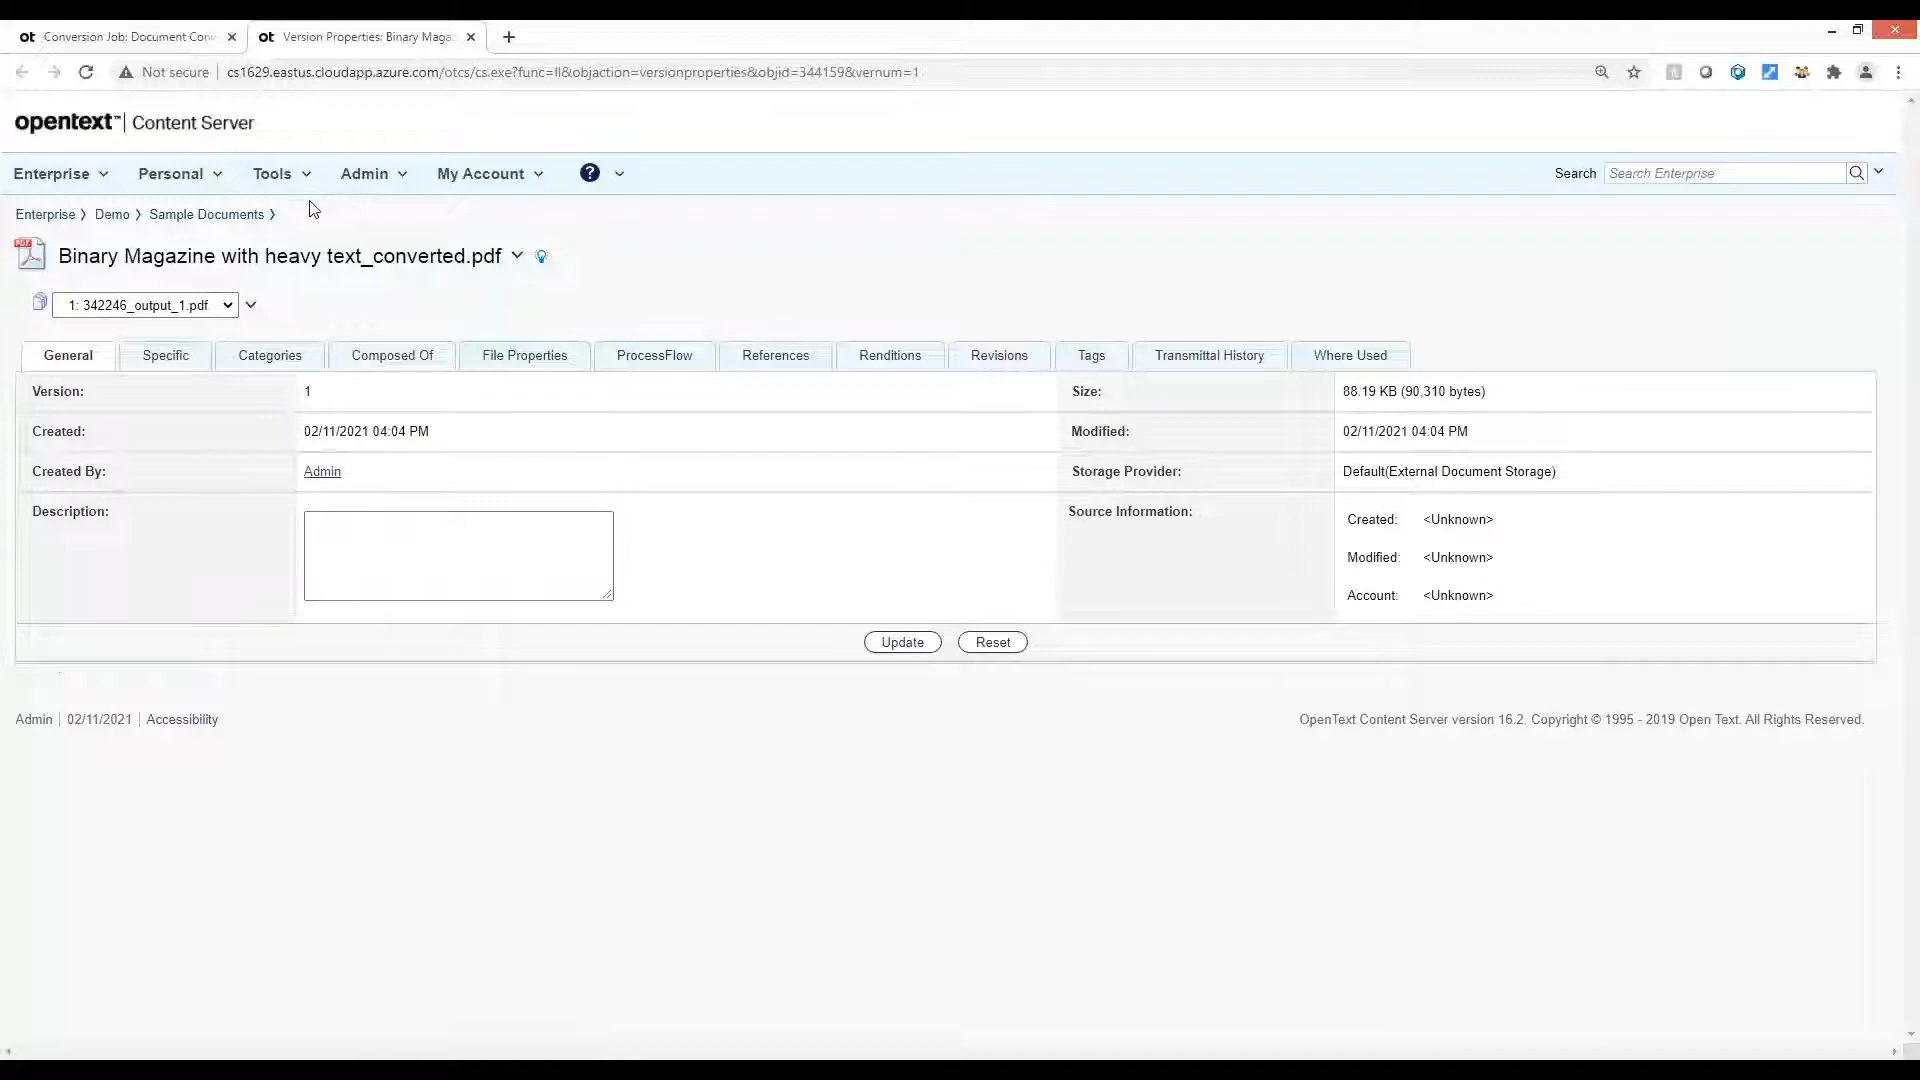 ot Conversion Job: Document Conv
ot Version Properties: Binary Maga
Not secure | cs1629.eastus.cloudapp.azure.com/otcs/cs.exe?func=ll&objaction=versionproperties&objid=344159&vernum=1
opentext™ | Content Server
Enterprise Personal Tools Admin My Account ? Search Search Enterprise
Enterprise 〉 Demo 〉 Sample Documents 〉
PDF Binary Magazine with heavy text_converted.pdf
1: 342246_output_1.pdf
General Specific Categories Composed Of File Properties ProcessFlow References Renditions Revisions Tags Transmittal History Where Used
Version: 1 Size: 88.19 KB (90,310 bytes)
Created: 02/11/2021 04:04 PM Modified: 02/11/2021 04:04 PM
Created By: Admin Storage Provider: Default(External Document Storage)
Description: Source Information:
Created: <Unknown>
Modified: <Unknown>
Account: <Unknown>
Update Reset
Admin | 02/11/2021 | Accessibility OpenText Content Server version 16.2. Copyright © 1995 - 2019 Open Text. All Rights Reserved.